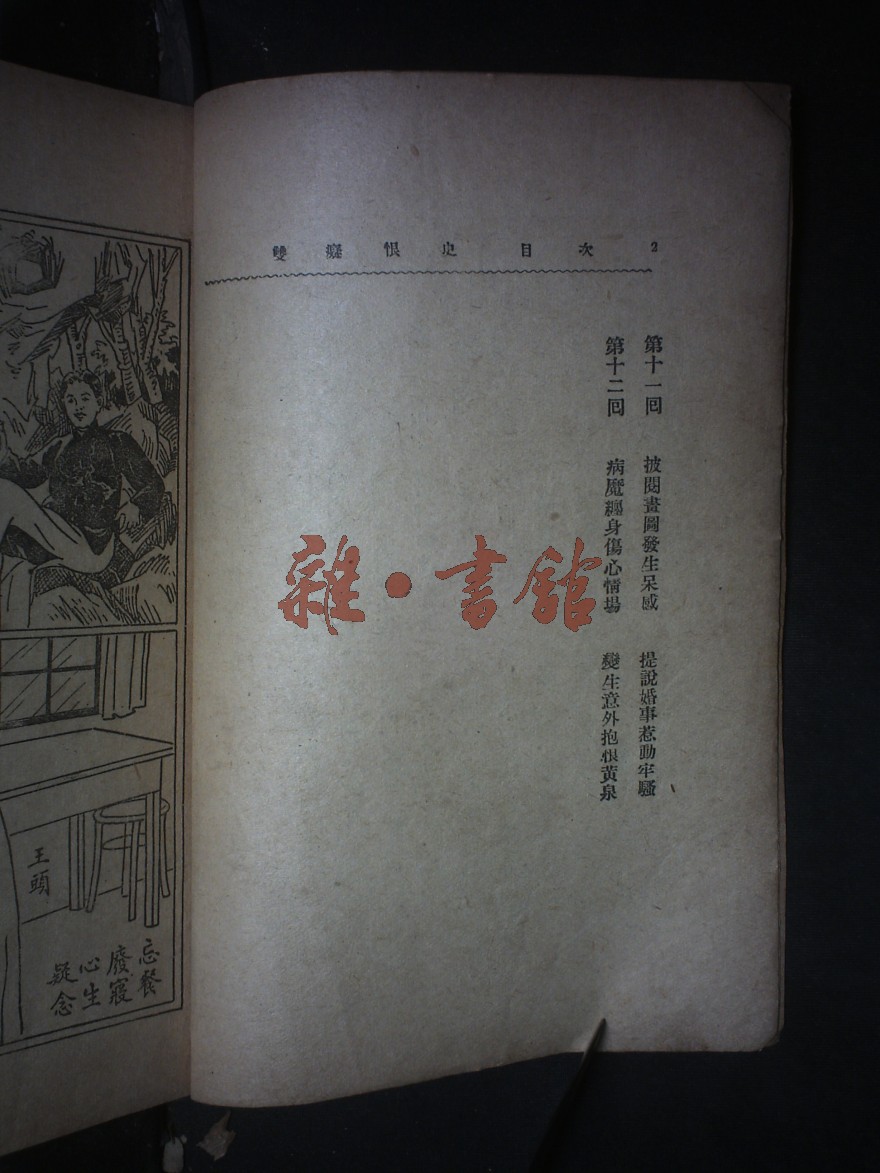 雙癡恨史 目次 2
第十一回 披閱畫圖發生呆感 提說婚事惹動牢騷
第十二回 病魔纏身傷心情場 變生意外抱恨黃泉
雜·書館
王頭
忘餐
廢寢
心生
疑念